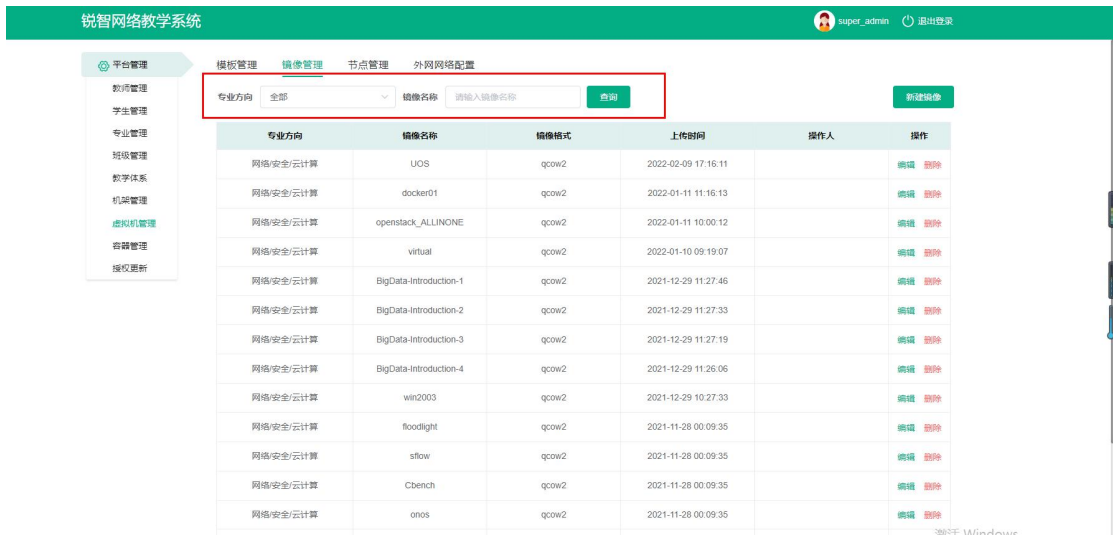 锐智网络教学系统 super_admin 退出登录
平台管理
教师管理
学生管理
专业管理
班级管理
教学体系
机架管理
虚拟机管理
容器管理
授权更新
模板管理 镜像管理 节点管理 外网网络配置
专业方向 全部 镜像名称 请输入镜像名称 查询 新建镜像
专业方向 镜像名称 镜像格式 上传时间 操作人 操作
网络/安全/云计算 UOS qcow2 2022-02-09 17:16:11 编辑 删除
网络/安全/云计算 docker01 qcow2 2022-01-11 11:16:13 编辑 删除
网络/安全/云计算 openstack_ALLINONE qcow2 2022-01-11 10:00:12 编辑 删除
网络/安全/云计算 virtual qcow2 2022-01-10 09:19:07 编辑 删除
网络/安全/云计算 BigData-Introduction-1 qcow2 2021-12-29 11:27:46 编辑 删除
网络/安全/云计算 BigData-Introduction-2 qcow2 2021-12-29 11:27:33 编辑 删除
网络/安全/云计算 BigData-Introduction-3 qcow2 2021-12-29 11:27:19 编辑 删除
网络/安全/云计算 BigData-Introduction-4 qcow2 2021-12-29 11:26:06 编辑 删除
网络/安全/云计算 win2003 qcow2 2021-12-29 10:27:33 编辑 删除
网络/安全/云计算 floodlight qcow2 2021-11-28 00:09:35 编辑 删除
网络/安全/云计算 sflow qcow2 2021-11-28 00:09:35 编辑 删除
网络/安全/云计算 Cbench qcow2 2021-11-28 00:09:35 编辑 删除
网络/安全/云计算 onos qcow2 2021-11-28 00:09:35 编辑 删除
激活 Windows